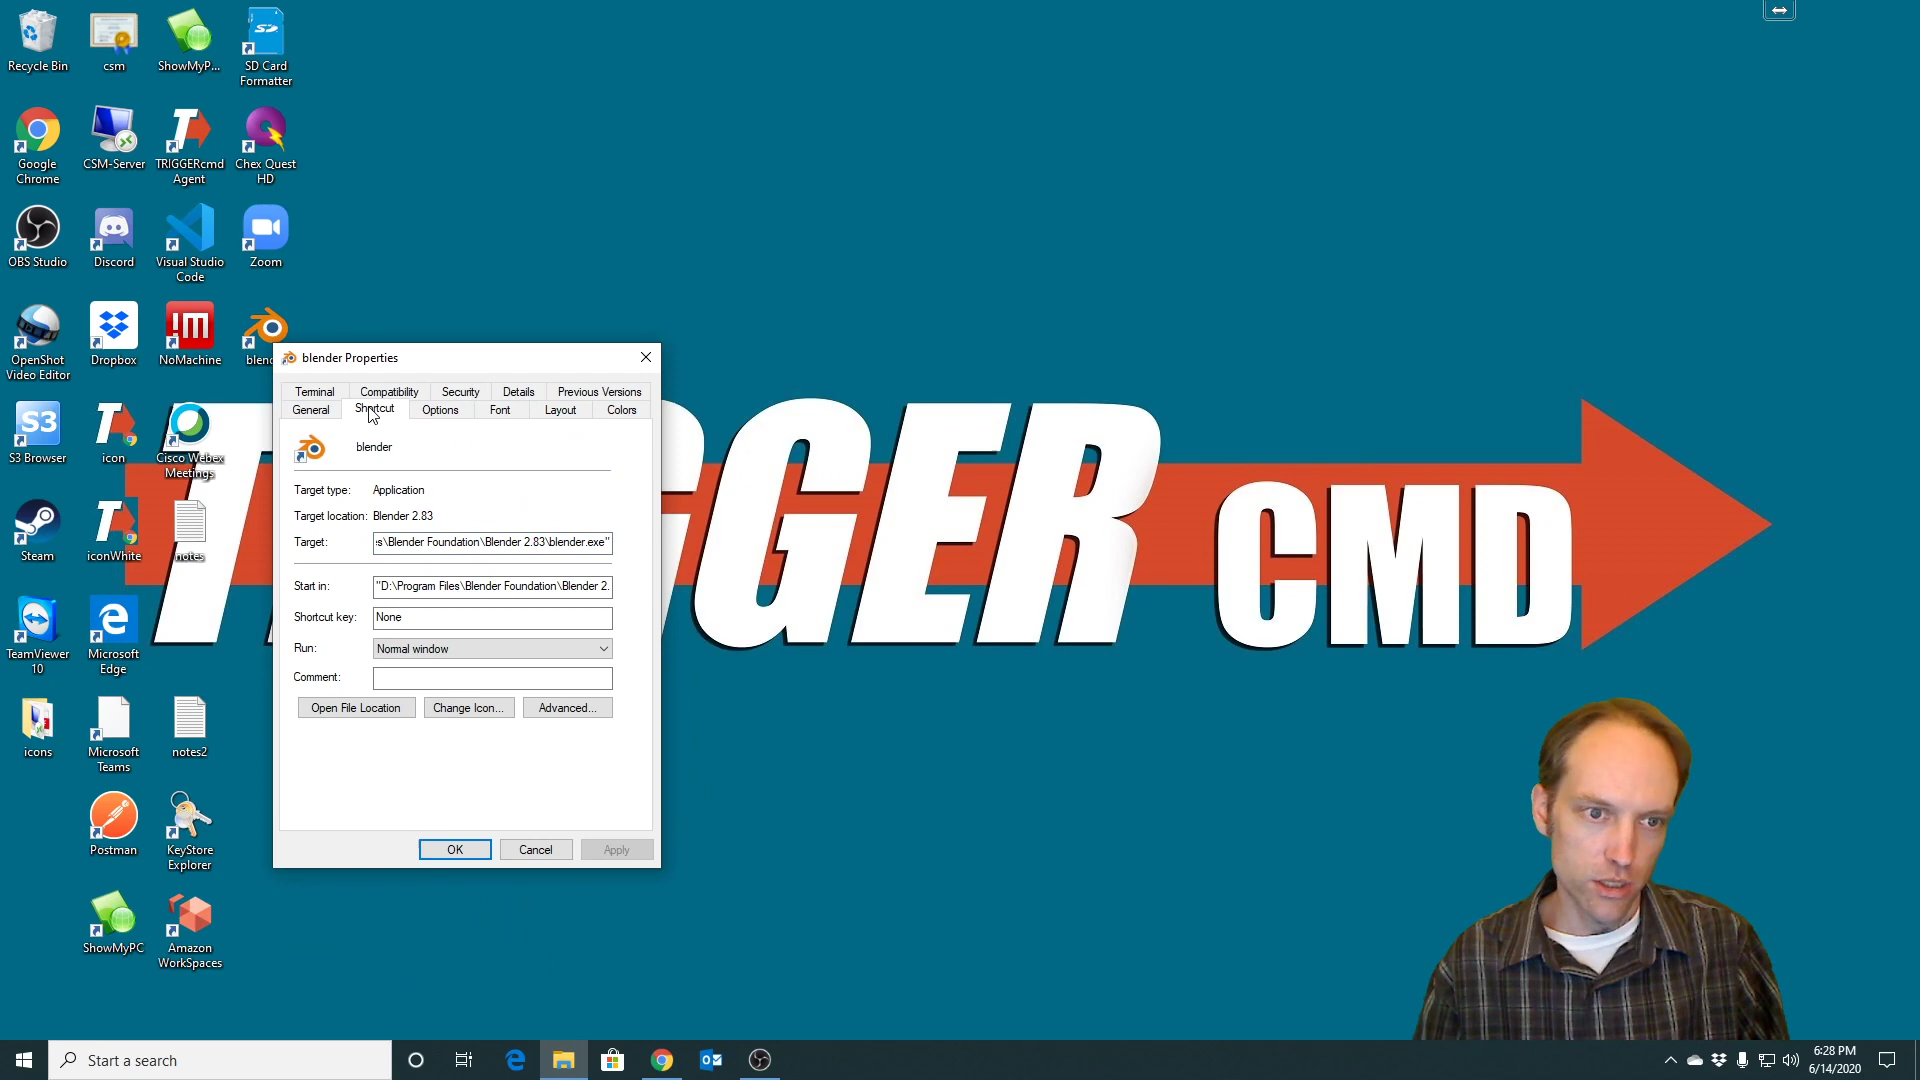 Recycle Bin
csm
ShowMyP...
SD Card
Formatter
Google
Chrome
CSM-Server
TRIGGERcmd
Agent
Chex Quest
HD
OBS Studio
Discord
Visual Studio
Code
Zoom
OpenShot
Video Editor
Dropbox
NoMachine
S3 Browser
icon
Cisco Webex
Meetings
Steam
iconWhite
notes
TeamViewer
10
Microsoft
Edge
icons
Microsoft
Teams
notes2
Postman
KeyStore
Explorer
ShowMyPC
Amazon
WorkSpaces
blender Properties
Terminal
Compatibility
Security
Details
Previous Versions
General
Shortcut
Options
Font
Layout
Colors
blender
Target type: Application
Target location: Blender 2.83
Target: s\Blender Foundation\Blender 2.83\blender.exe"
Start in: "D:\Program Files\Blender Foundation\Blender 2.
Shortcut key: None
Run: Normal window
Comment:
Open File Location
Change Icon...
Advanced...
OK
Cancel
Apply
GER CMD
Start a search
6:28 PM
6/14/2020